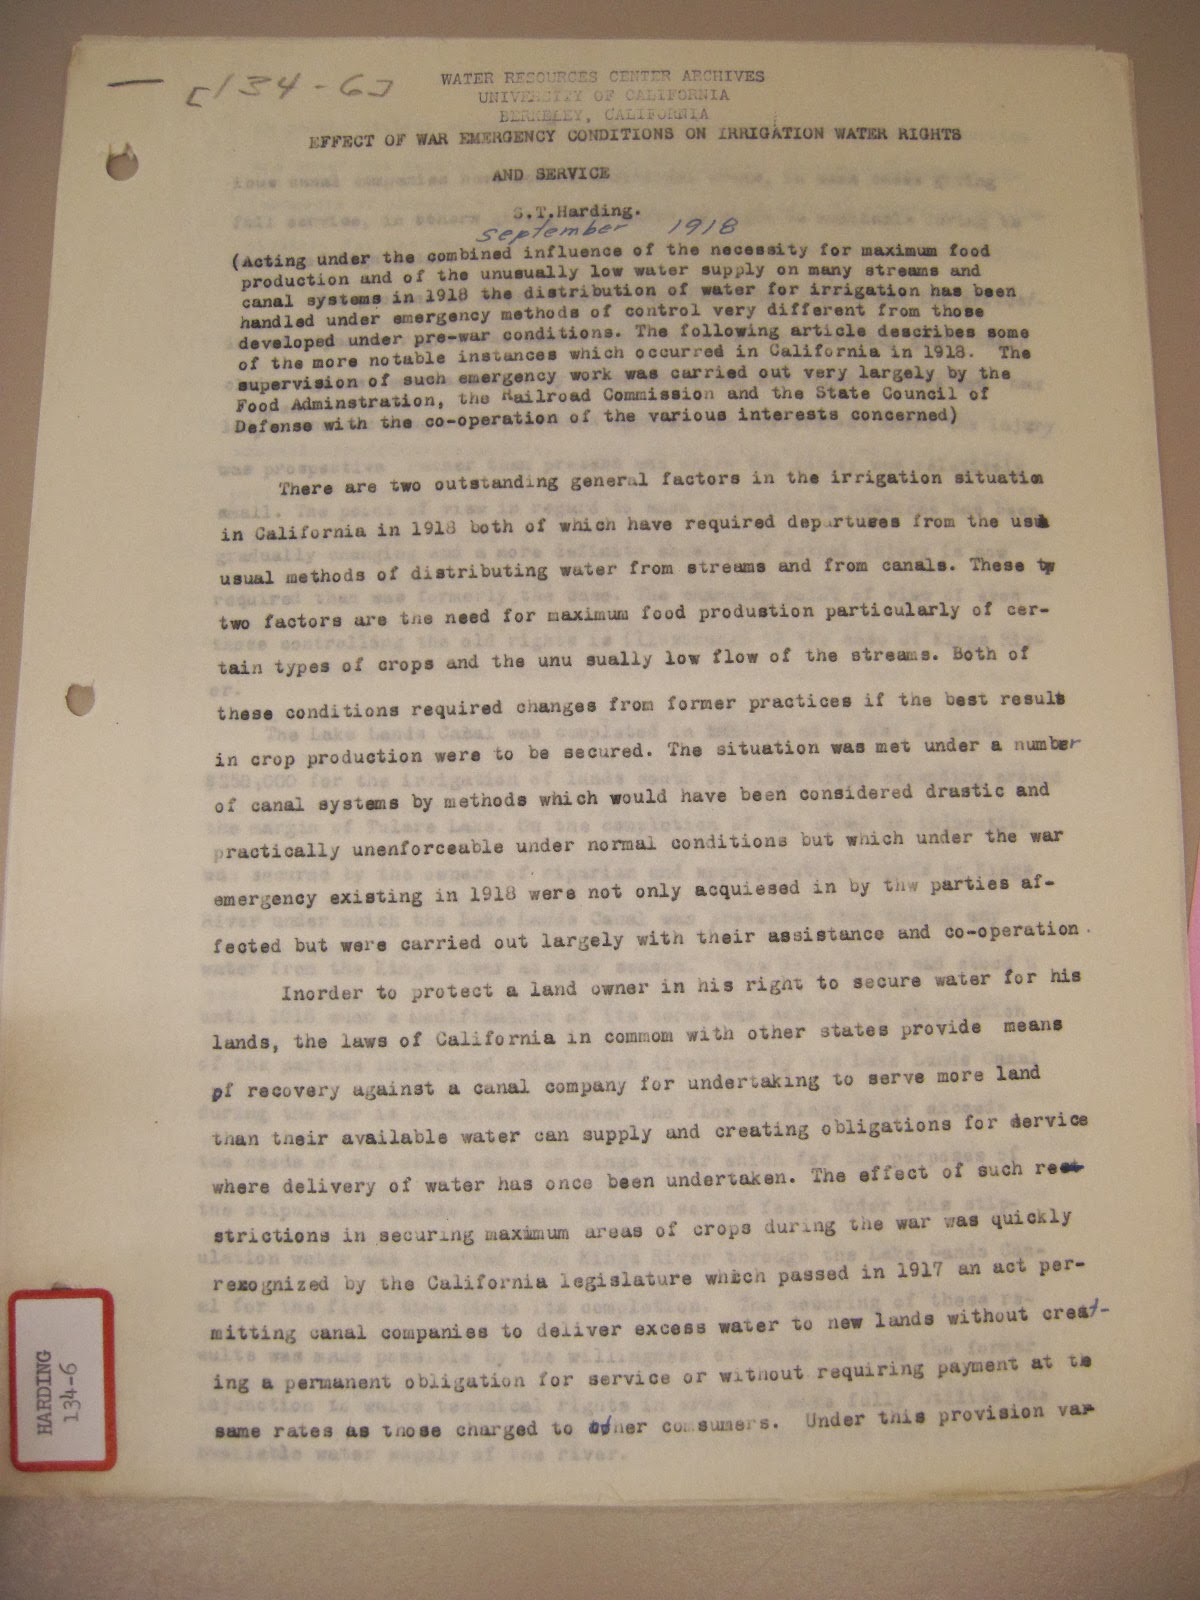 [134-6]
WATER RESOURCES CENTER ARCHIVES
UNIVERSITY OF CALIFORNIA
BERKELEY, CALIFORNIA
EFFECT OF WAR EMERGENCY CONDITIONS ON IRRIGATION WATER RIGHTS
AND SERVICE
S.T.Harding.
September 1918
(Acting under the combined influence of the necessity for maximum food
production and of the unusually low water supply on many streams and
canal systems in 1918 the distribution of water for irrigation has been
handled under emergency methods of control very different from those
developed under pre-war conditions. The following article describes some
of the more notable instances which occurred in California in 1918. The
supervision of such emergency work was carried out very largely by the
Food Adminstration, the Railroad Commission and the State Council of
Defense with the co-operation of the various interests concerned)
There are two outstanding general factors in the irrigation situation
in California in 1918 both of which have required departures from the usu
usual methods of distributing water from streams and from canals. These tw
two factors are the need for maximum food produstion particularly of cer-
tain types of crops and the unu sually low flow of the streams. Both of
these conditions required changes from former practices if the best results
in crop production were to be secured. The situation was met under a number
of canal systems by methods which would have been considered drastic and
practically unenforceable under normal conditions but which under the war
emergency existing in 1918 were not only acquiesed in by thw parties af-
fected but were carried out largely with their assistance and co-operation.
Inorder to protect a land owner in his right to secure water for his
lands, the laws of California in commom with other states provide means
of recovery against a canal company for undertaking to serve more land
than their available water can supply and creating obligations for service
where delivery of water has once been undertaken. The effect of such re
strictions in securing maximum areas of crops during the war was quickly
rexognized by the California legislature which passed in 1917 an act per-
mitting canal companies to deliver excess water to new lands without creat-
ing a permanent obligation for service or without requiring payment at the
same rates as those charged to other consumers. Under this provision var
HARDING
134-6